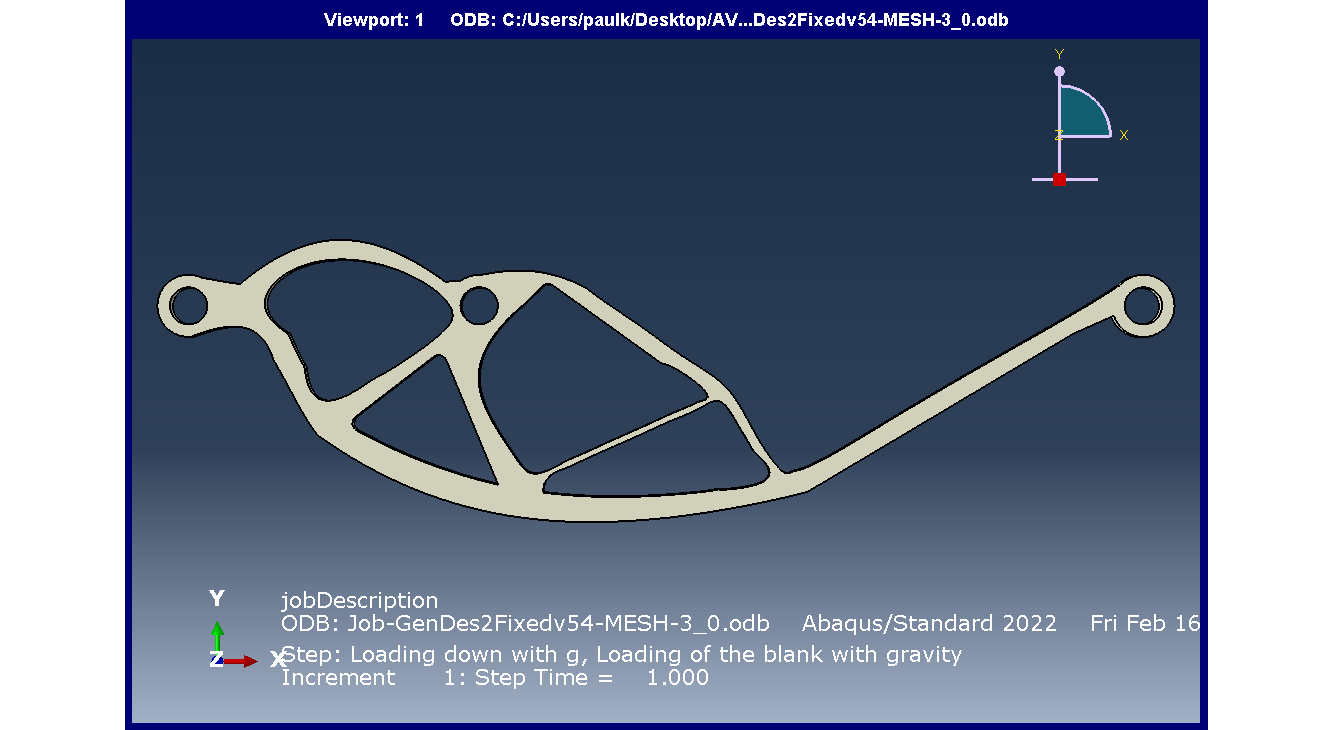 Viewport: 1 ODB: C:/Users/paulk/Desktop/AV...Des2Fixedv54-MESH-3_0.odb
Y
Z X
jobDescription
ODB: Job-GenDes2Fixedv54-MESH-3_0.odb Abaqus/Standard 2022 Fri Feb 16
Step: Loading down with g, Loading of the blank with gravity
Increment 1: Step Time = 1.000
Y
Z X